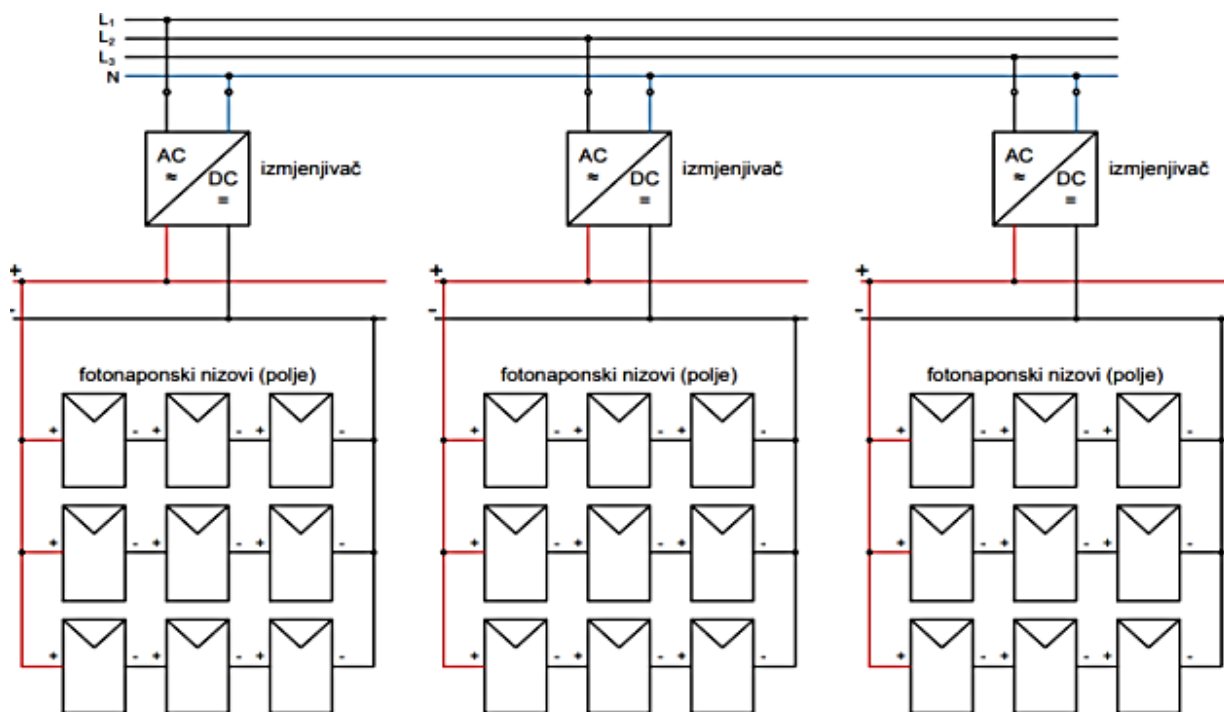 L₁
L₂
L₃
N
AC DC izmjenjivač AC DC izmjenjivač AC DC izmjenjivač
≈ = ≈ = ≈ =
+ + +
- - -
fotonaponski nizovi (polje) fotonaponski nizovi (polje) fotonaponski nizovi (polje)
+ - + - + - + - + - + - + - + - + -
+ - + - + - + - + - + - + - + - + -
+ - + - + - + - + - + - + - + - + -